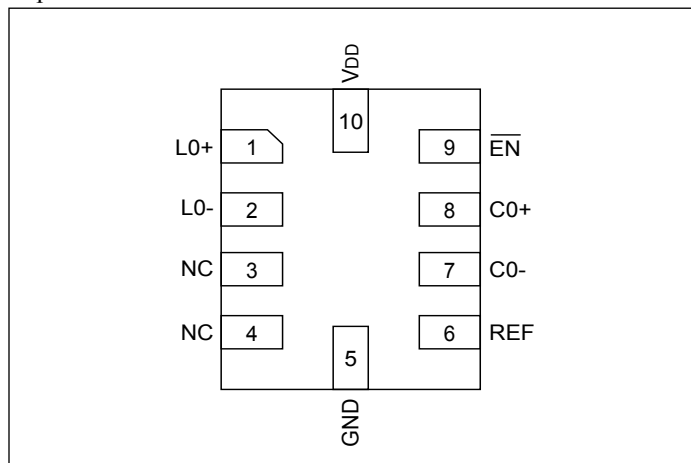 VDD
10
L0+ 1 9 E̅N̅
L0- 2 8 C0+
NC 3 7 C0-
NC 4 6 REF
5
GND